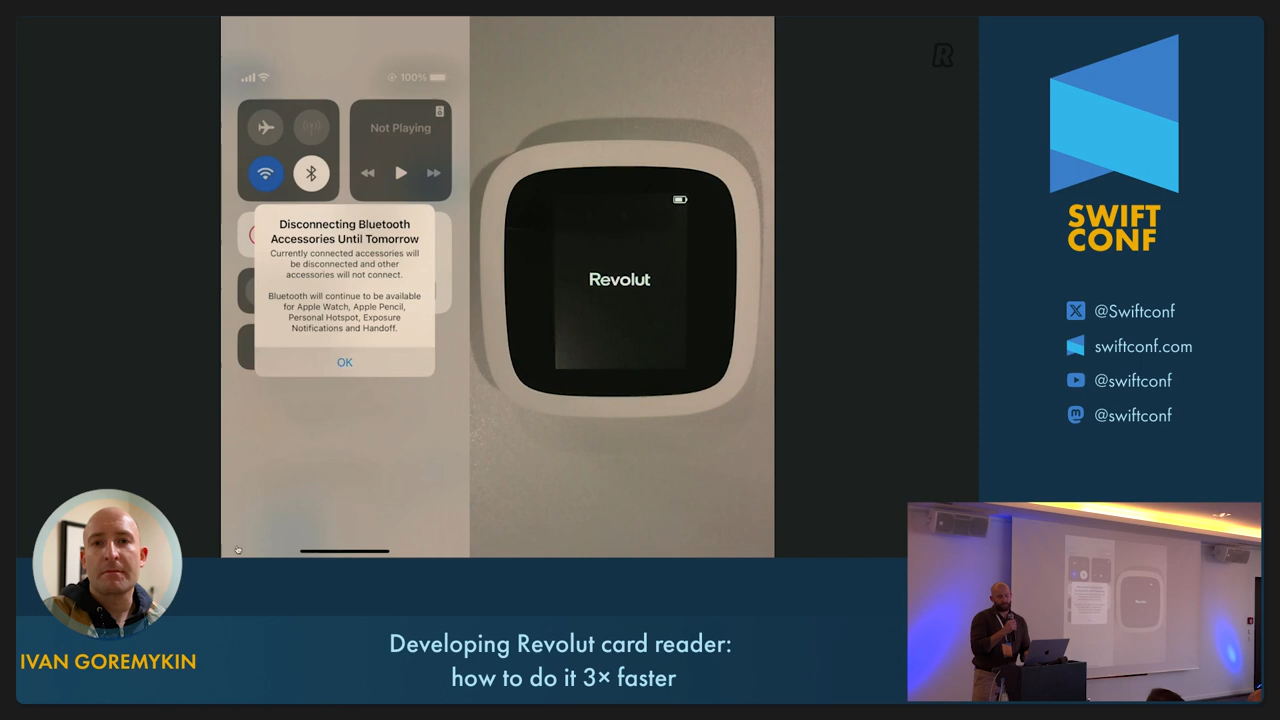 100%
Not Playing
Disconnecting Bluetooth
Accessories Until Tomorrow
Currently connected accessories will
be disconnected and other
accessories will not connect.
Bluetooth will continue to be available
for Apple Watch, Apple Pencil,
Personal Hotspot, Exposure
Notifications and Handoff.
OK
Revolut
R
SWIFT
CONF
@Swiftconf
swiftconf.com
@swiftconf
@swiftconf
IVAN GOREMYKIN
Developing Revolut card reader:
how to do it 3× faster
Revolut